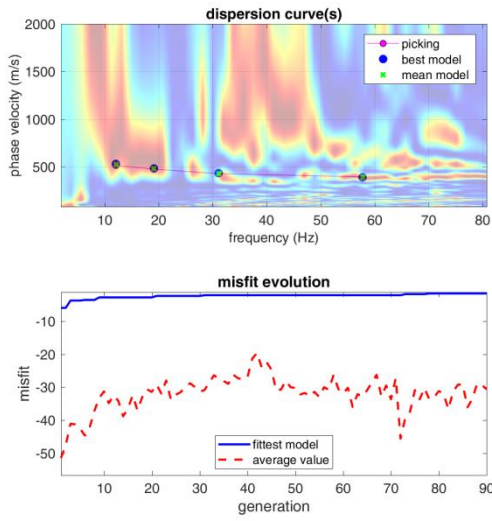 dispersion curve(s)
2000
1500
1000
500
phase velocity (m/s)
picking
best model
mean model
10 20 30 40 50 60 70 80
frequency (Hz)
misfit evolution
-10
-20
-30
-40
-50
misfit
fittest model
average value
10 20 30 40 50 60 70 80 90
generation